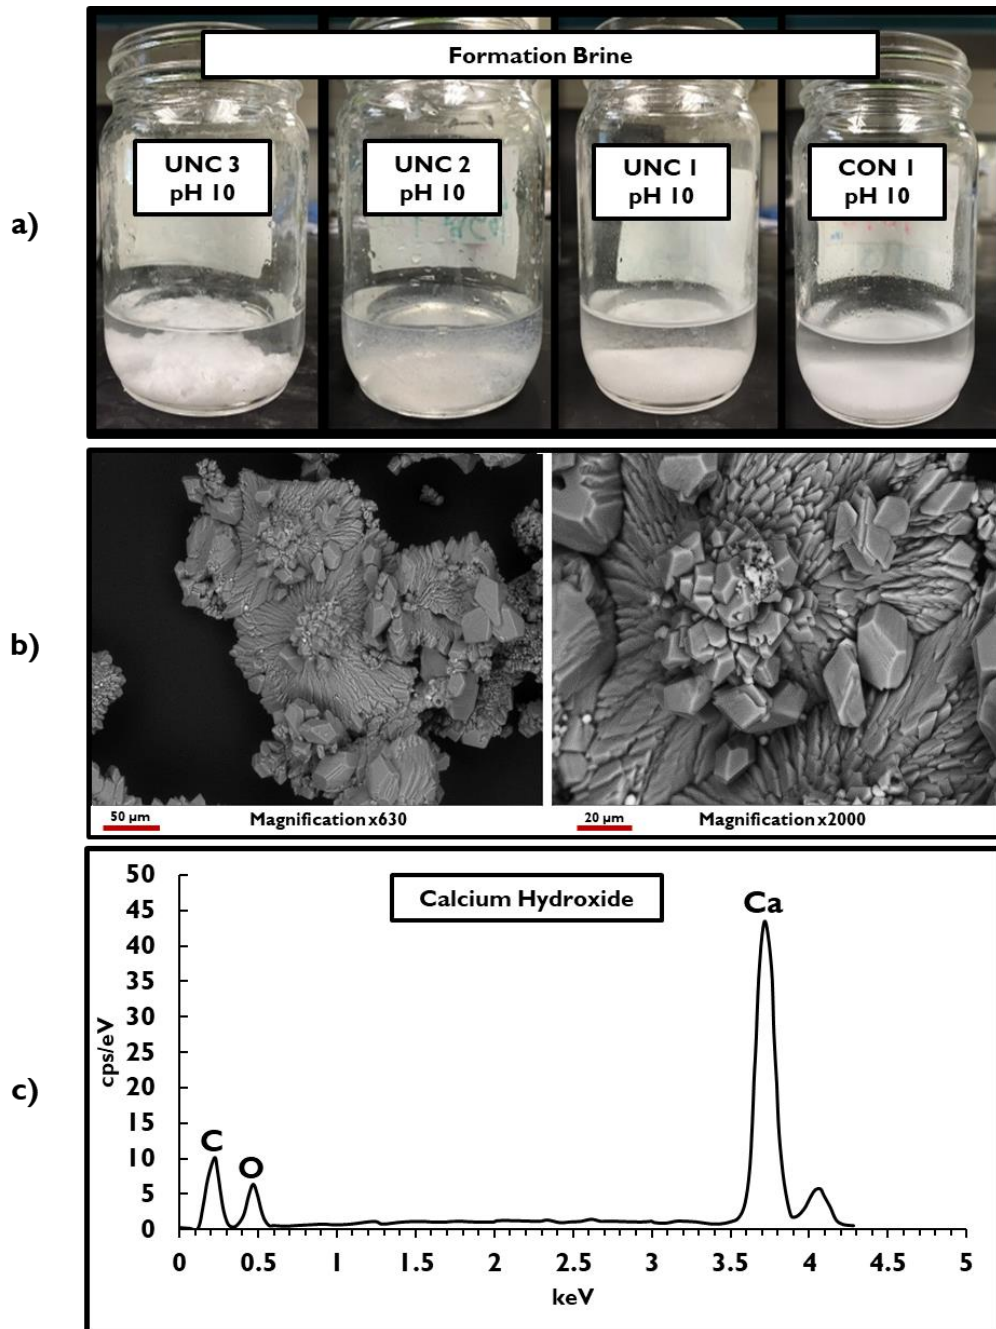 a)
Formation Brine
UNC 3
pH 10
UNC 2
pH 10
UNC 1
pH 10
CON 1
pH 10
b)
50 µm
Magnification x630
20 µm
Magnification x2000
c)
Calcium Hydroxide
cps/eV
50
45
40
35
30
25
20
15
10
5
0
C
O
Ca
0 0.5 1 1.5 2 2.5 3 3.5 4 4.5 5
keV